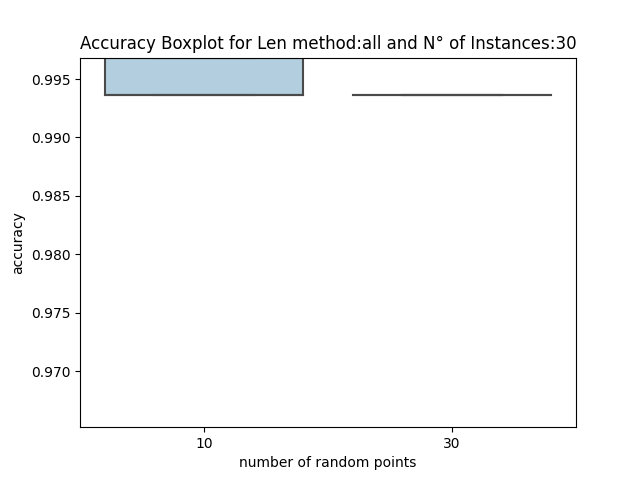 Accuracy Boxplot for Len method:all and N° of Instances:30
0.995
0.990
0.985
0.980
0.975
0.970
accuracy
10 30
number of random points